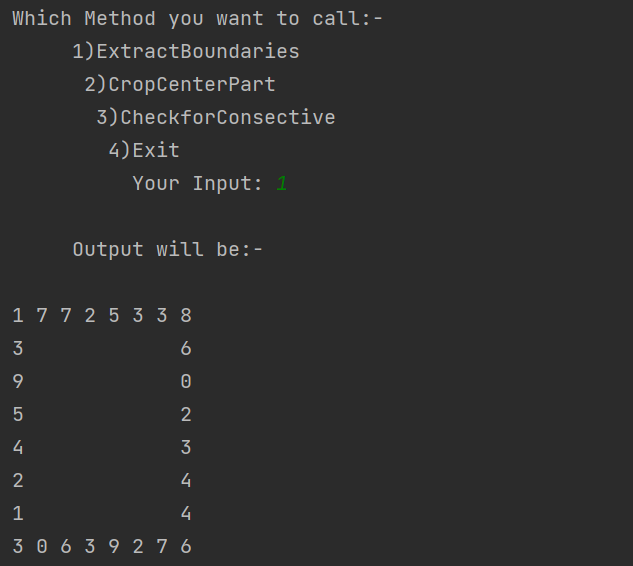 Which Method you want to call:-
1)ExtractBoundaries
2)CropCenterPart
3)CheckforConsective
4)Exit
Your Input: 1
Output will be:-
1 7 7 2 5 3 3 8
3             6
9             0
5             2
4             3
2             4
1             4
3 0 6 3 9 2 7 6